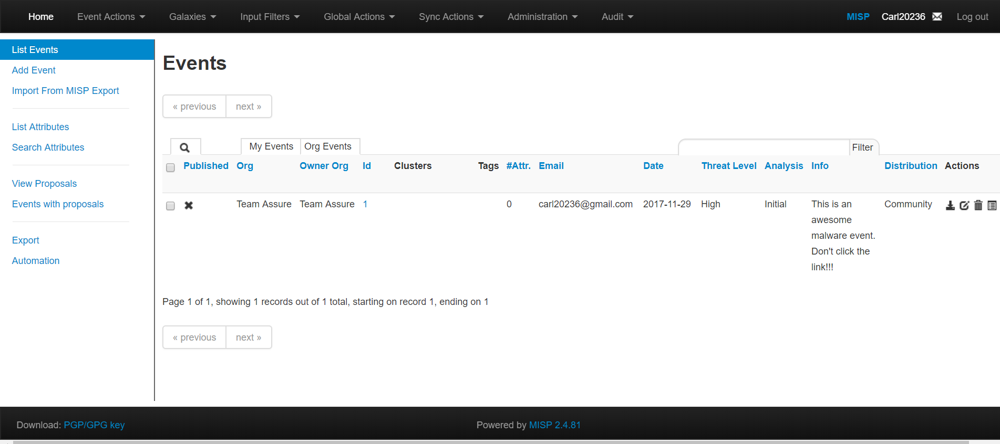 Home Event Actions Galaxies Input Filters Global Actions Sync Actions Administration Audit MISP Carl20236 Log out
List Events
Add Event
Import From MISP Export
List Attributes
Search Attributes
View Proposals
Events with proposals
Export
Automation
Events
« previous next »
My Events Org Events Filter
Published Org Owner Org Id Clusters Tags #Attr. Email Date Threat Level Analysis Info Distribution Actions
Team Assure Team Assure 1 0 carl20236@gmail.com 2017-11-29 High Initial This is an Community
awesome
malware event.
Don't click the
link!!!
Page 1 of 1, showing 1 records out of 1 total, starting on record 1, ending on 1
« previous next »
Download: PGP/GPG key Powered by MISP 2.4.81